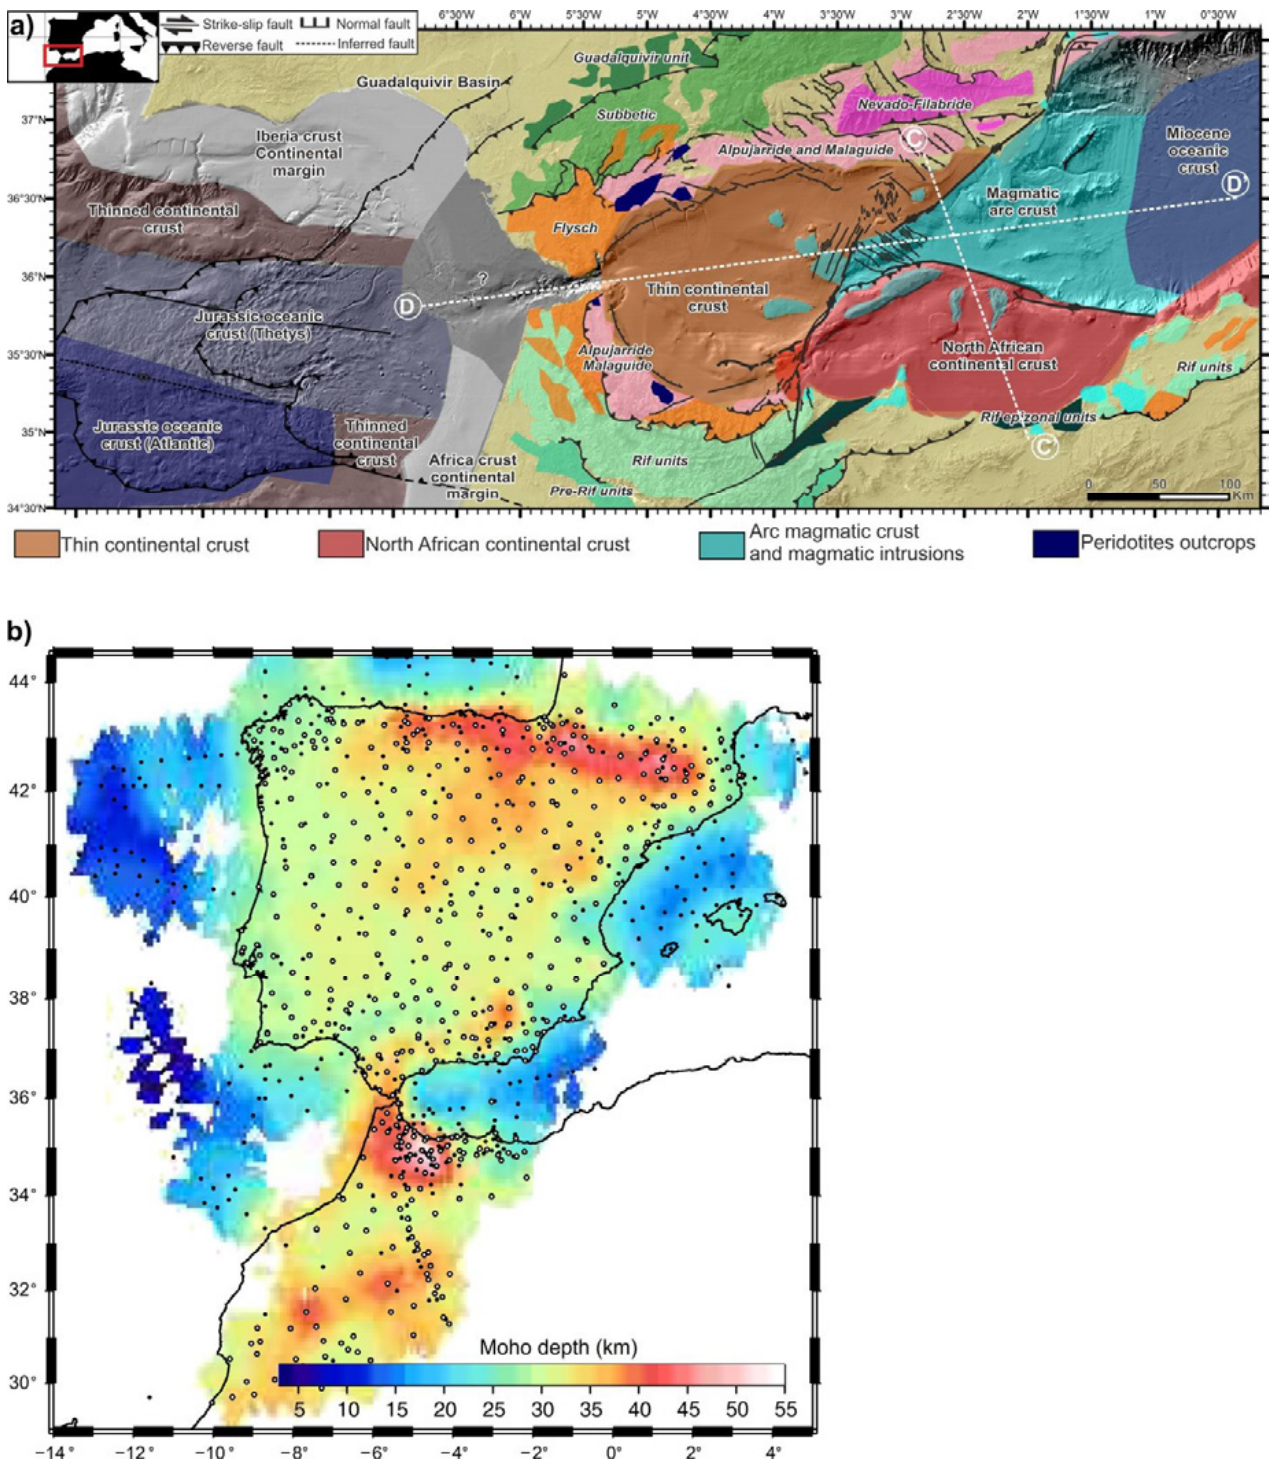 a)
Strike-slip fault
Normal fault
Reverse fault
Inferred fault
6°30'W 6°W 5°30'W 5°W 4°30'W 4°W 3°30'W 3°W 2°30'W 2°W 1°30'W 1°W 0°30'W
37°N
36°30'N
36°N
35°30'N
35°N
34°30'N
Guadalquivir unit
Guadalquivir Basin
Subbetic
Nevado-Filabride
Iberia crust
Continental
margin
Alpujarride and Malaguide
C
Miocene
oceanic
crust
D'
Magmatic
arc crust
Thinned continental
crust
Flysch
?
D
Thin continental
crust
Jurassic oceanic
crust (Thetys)
Alpujarride
Malaguide
North African
continental crust
Rif units
Rif epizonal units
C'
Jurassic oceanic
crust (Atlantic)
Thinned
continental
crust
Africa crust
continental
margin
Rif units
Pre-Rif units
0 50 100
Km
Thin continental crust
North African continental crust
Arc magmatic crust
and magmatic intrusions
Peridotites outcrops
b)
44°
42°
40°
38°
36°
34°
32°
30°
Moho depth (km)
5 10 15 20 25 30 35 40 45 50 55
−14° −12° −10° −8° −6° −4° −2° 0° 2° 4°